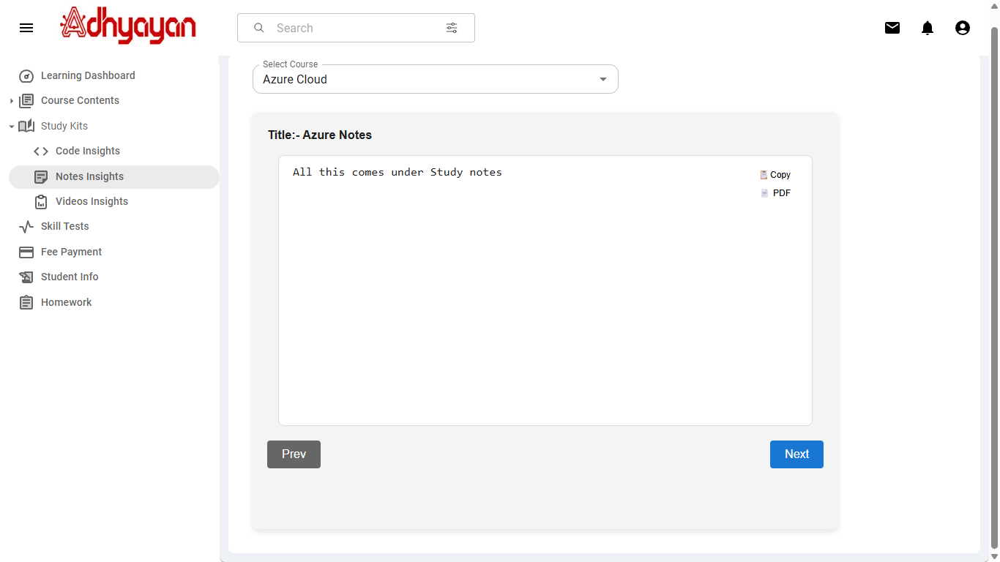 Adhyayan
Search
Learning Dashboard
Course Contents
Study Kits
Code Insights
Notes Insights
Videos Insights
Skill Tests
Fee Payment
Student Info
Homework
Select Course
Azure Cloud
Title:- Azure Notes
All this comes under Study notes
Copy
PDF
Prev
Next